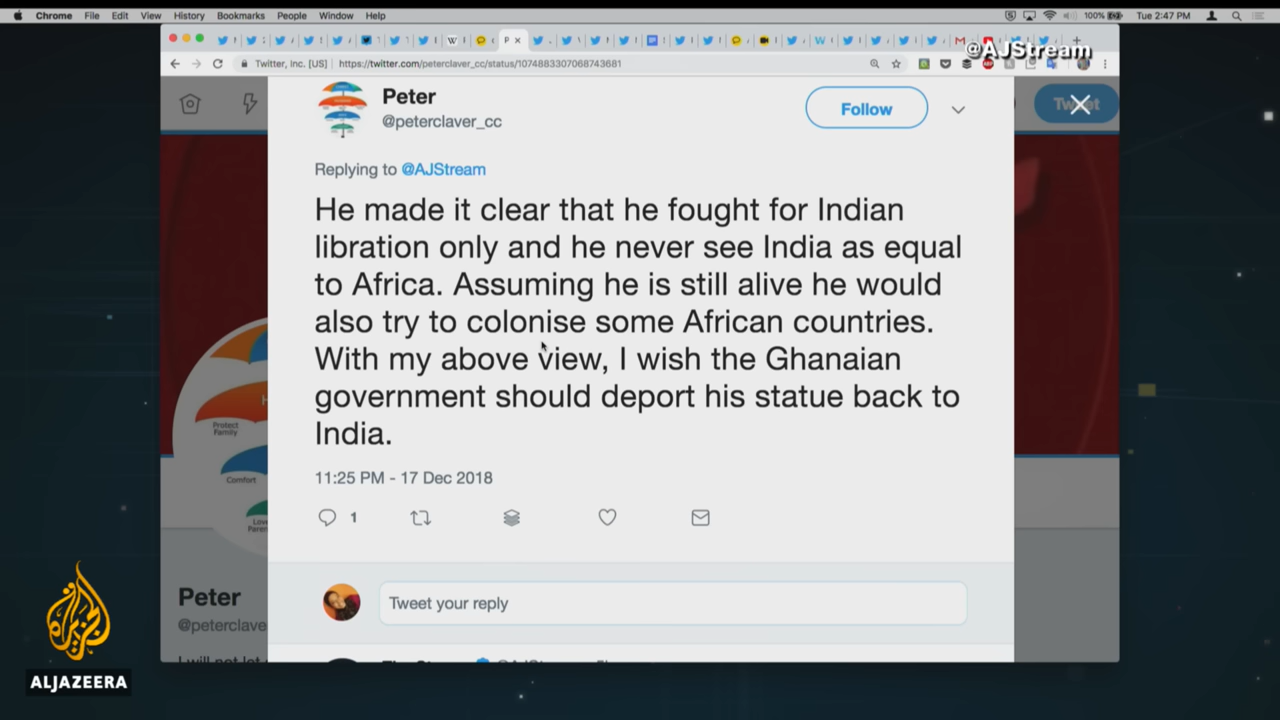 Chrome File Edit View History Bookmarks People Window Help
100%
Tue 2:47 PM
@AJStream
Twitter, Inc. [US] https://twitter.com/peterclaver_cc/status/1074883307068743681
Peter
@peterclaver_cc
Follow
Replying to @AJStream
He made it clear that he fought for Indian
libration only and he never see India as equal
to Africa. Assuming he is still alive he would
also try to colonise some African countries.
With my above view, I wish the Ghanaian
government should deport his statue back to
India.
11:25 PM - 17 Dec 2018
1
Tweet your reply
Protect
Family
Comfort
Peter
@peterclave
ALJAZEERA